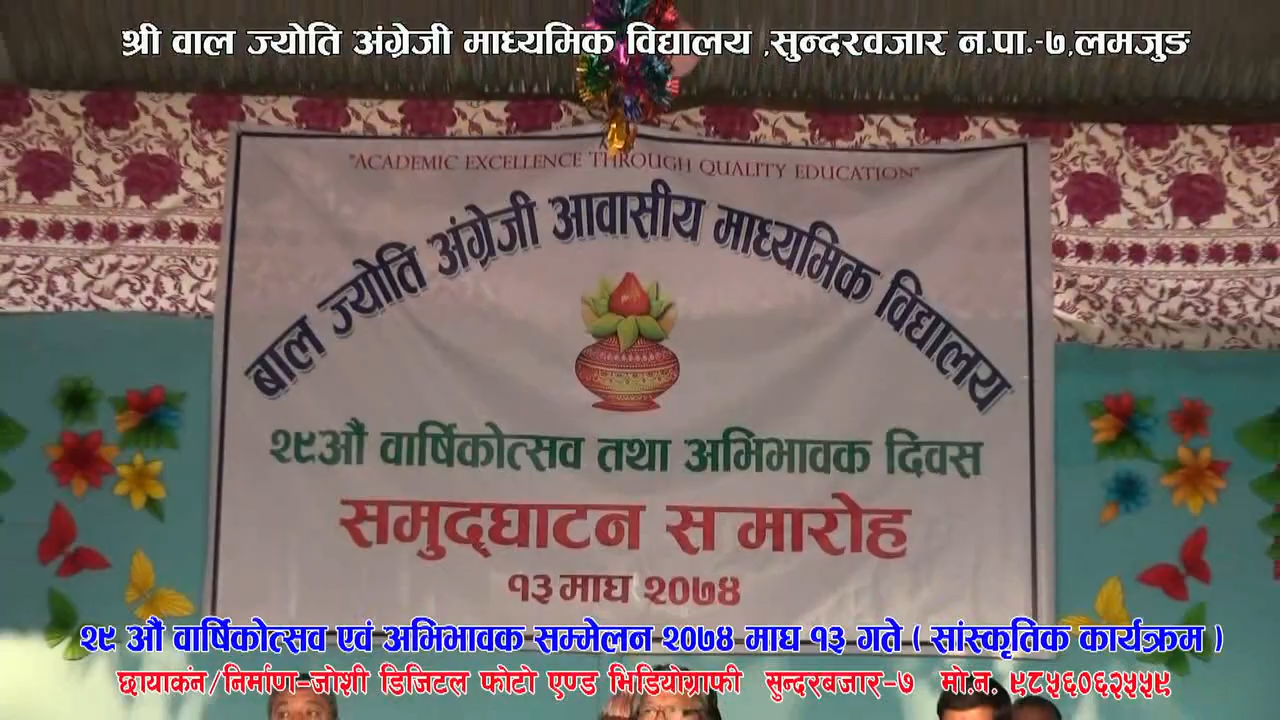 श्री वाल ज्योति अंग्रेजी माध्यमिक विद्यालय ,सुन्दरवजार न.पा.-७,लमजुङ
"ACADEMIC EXCELLENCE THROUGH QUALITY EDUCATION"
बाल ज्योति अंग्रेजी आवासीय माध्यमिक विद्यालय
२९औं वार्षिकोत्सव तथा अभिभावक दिवस
समुद्घाटन समारोह
१३ माघ २०७४
२९ औं वार्षिकोत्सव एवं अभिभावक सम्मेलन २०७४ माघ १३ गते ( सांस्कृतिक कार्यक्रम )
छायाकंन/निर्माण-जोशी डिजिटल फोटो एण्ड भिडियोग्राफी सुन्दरबजार-७ मो.न. ९८५६०६२५५९